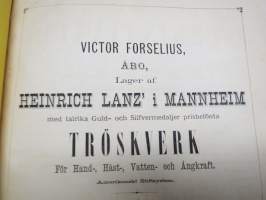 VICTOR FORSELIUS,
ÅBO,
Lager af
HEINRICH LANZ' i MANNHEIM
med talrika Guld- och Silfvermedaljer prisbelönta
TRÖSKVERK
För Hand-, Häst-, Vatten- och Ångkraft.